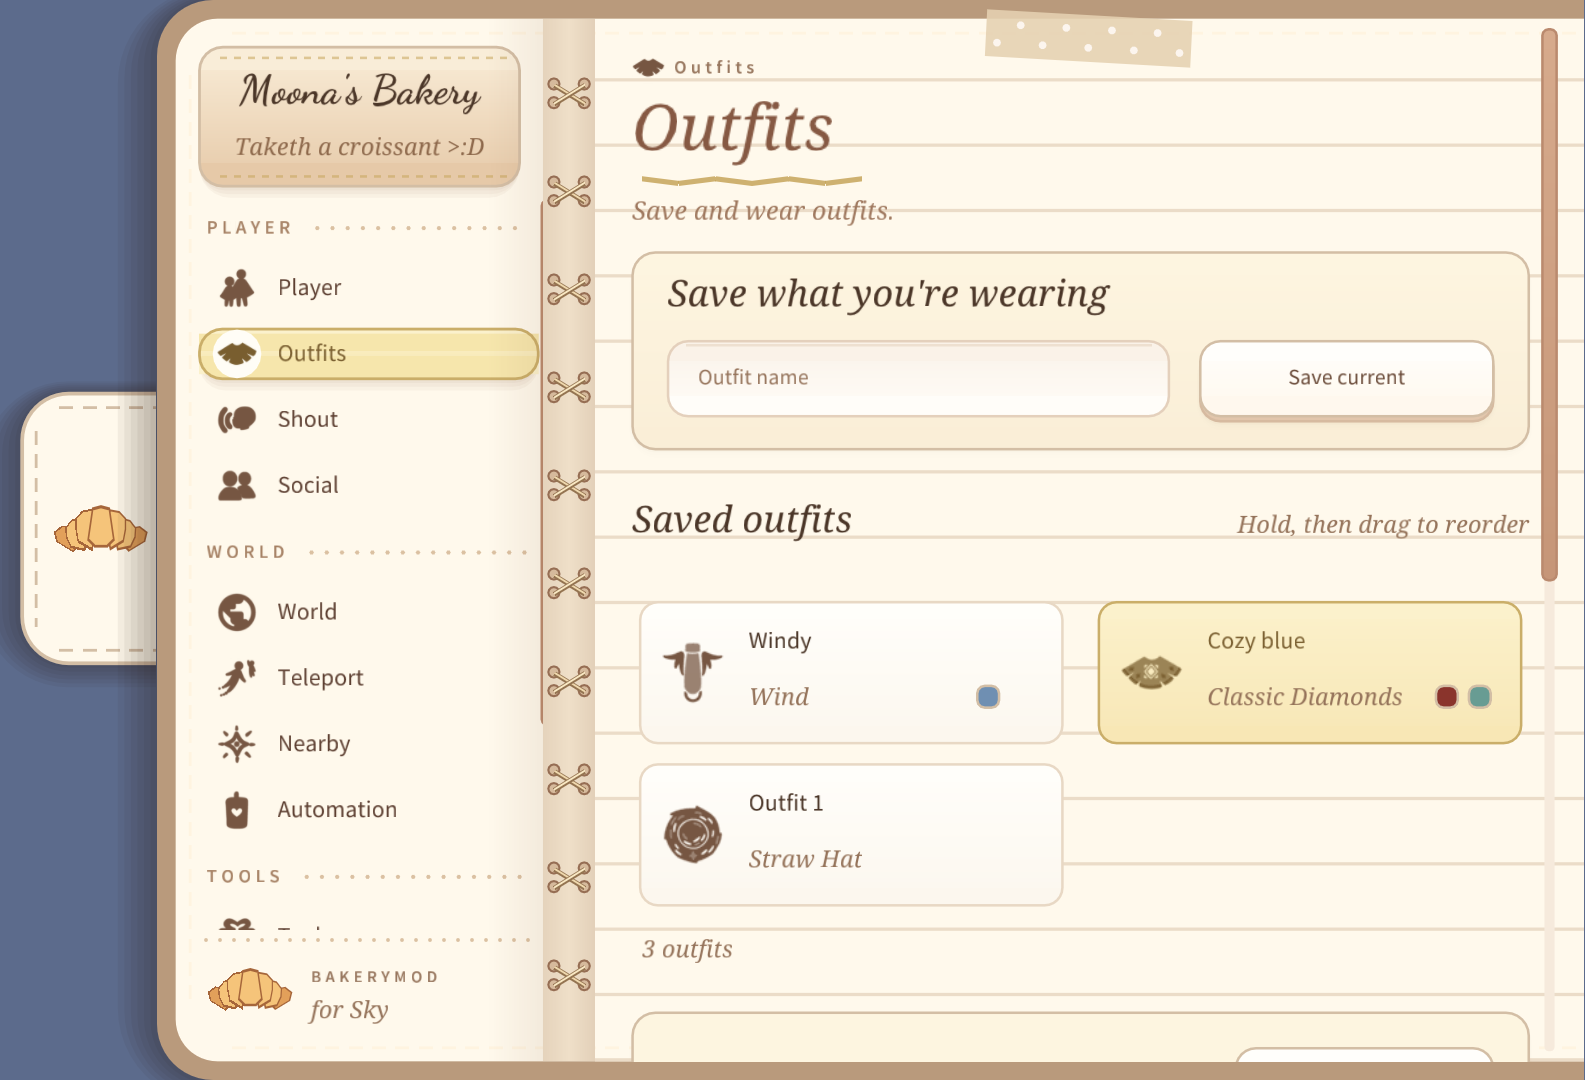 Moona's Bakery
Taketh a croissant >:D
PLAYER
Player
Outfits
Shout
Social
WORLD
World
Teleport
Nearby
Automation
TOOLS
BAKERYMOD
for Sky
Outfits
Outfits
Save and wear outfits.
Save what you're wearing
Outfit name
Save current
Saved outfits
Hold, then drag to reorder
Windy
Wind
Cozy blue
Classic Diamonds
Outfit 1
Straw Hat
3 outfits